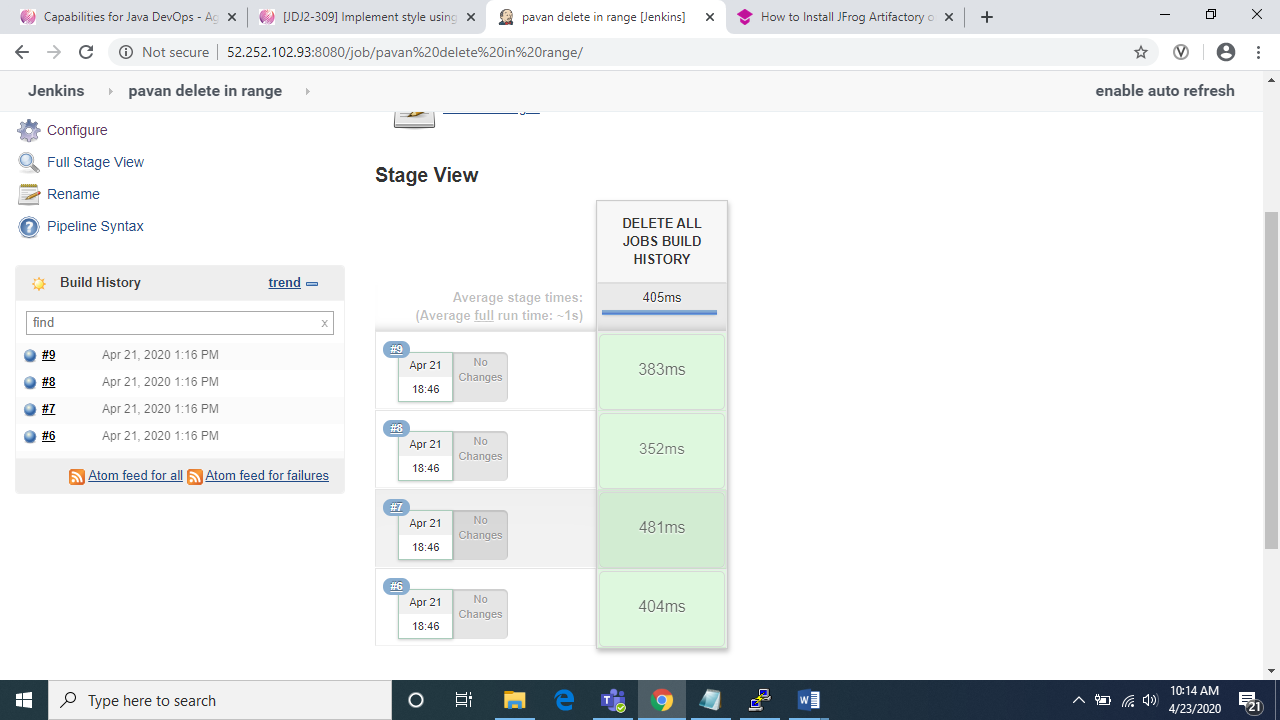 Capabilities for Java DevOps - Ag
[JDJ2-309] Implement style using
pavan delete in range [Jenkins]
How to Install JFrog Artifactory o
Not secure
52.252.102.93:8080/job/pavan%20delete%20in%20range/
Jenkins
pavan delete in range
enable auto refresh
Configure
Full Stage View
Rename
Pipeline Syntax
Build History
trend
find
x
#9 Apr 21, 2020 1:16 PM
#8 Apr 21, 2020 1:16 PM
#7 Apr 21, 2020 1:16 PM
#6 Apr 21, 2020 1:16 PM
Atom feed for all Atom feed for failures
Stage View
DELETE ALL
JOBS BUILD
HISTORY
Average stage times:
(Average full run time: ~1s)
405ms
#9
Apr 21
18:46
No
Changes
383ms
#8
Apr 21
18:46
No
Changes
352ms
#7
Apr 21
18:46
No
Changes
481ms
#6
Apr 21
18:46
No
Changes
404ms
Type here to search
10:14 AM
4/23/2020
21